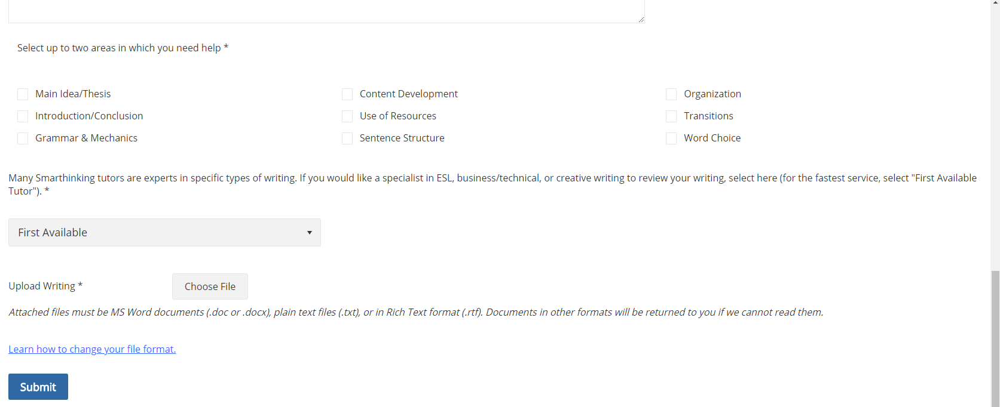 Select up to two areas in which you need help *
Main Idea/Thesis
Content Development
Organization
Introduction/Conclusion
Use of Resources
Transitions
Grammar & Mechanics
Sentence Structure
Word Choice
Many Smarthinking tutors are experts in specific types of writing. If you would like a specialist in ESL, business/technical, or creative writing to review your writing, select here (for the fastest service, select "First Available
Tutor"). *
First Available
Upload Writing *
Choose File
Attached files must be MS Word documents (.doc or .docx), plain text files (.txt), or in Rich Text format (.rtf). Documents in other formats will be returned to you if we cannot read them.
Learn how to change your file format.
Submit